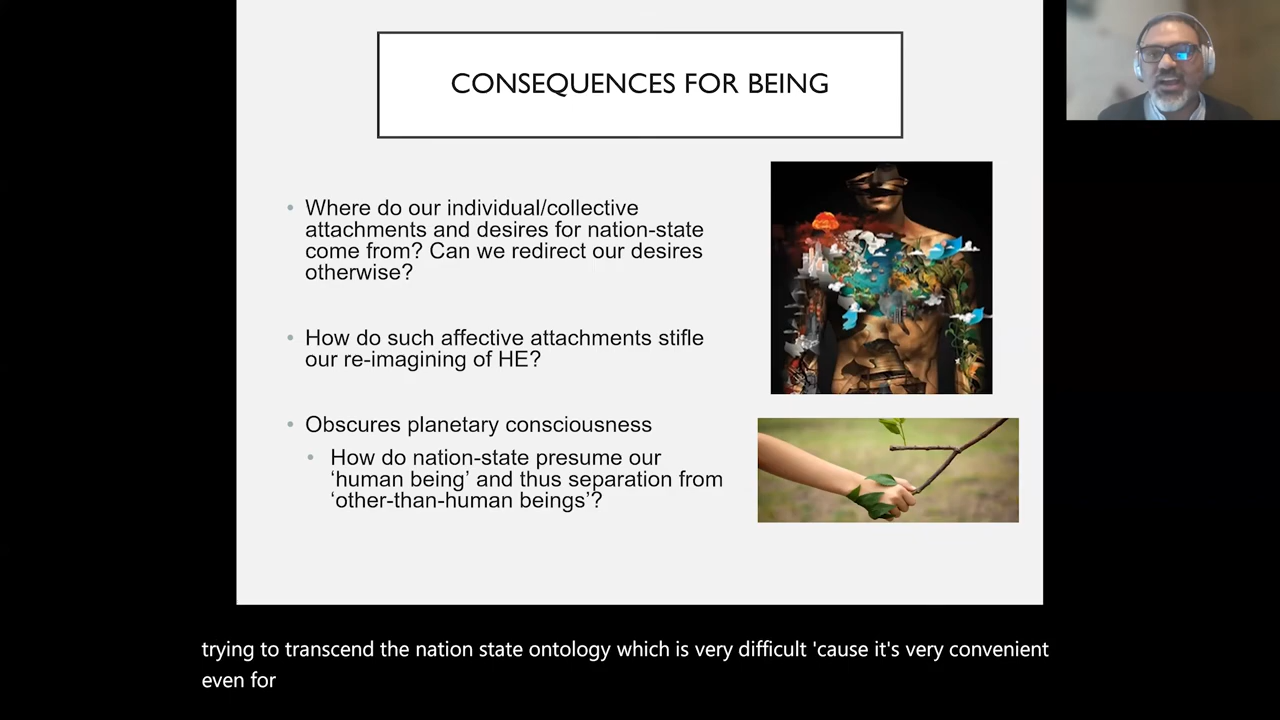 CONSEQUENCES FOR BEING
• Where do our individual/collective
attachments and desires for nation-state
come from? Can we redirect our desires
otherwise?
• How do such affective attachments stifle
our re-imagining of HE?
• Obscures planetary consciousness
• How do nation-state presume our
‘human being’ and thus separation from
‘other-than-human beings’?
trying to transcend the nation state ontology which is very difficult 'cause it's very convenient
even for